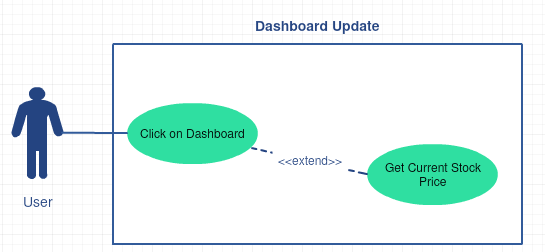 Dashboard Update
Click on Dashboard
<<extend>>
Get Current Stock
Price
User